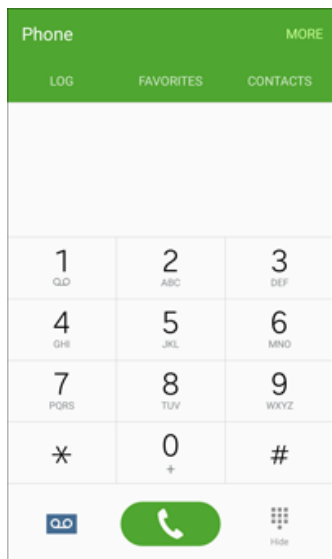 Phone MORE
LOG FAVORITES CONTACTS
1 2 3
ABC DEF
4 5 6
GHI JKL MNO
7 8 9
PQRS TUV WXYZ
* 0 #
+
Hide